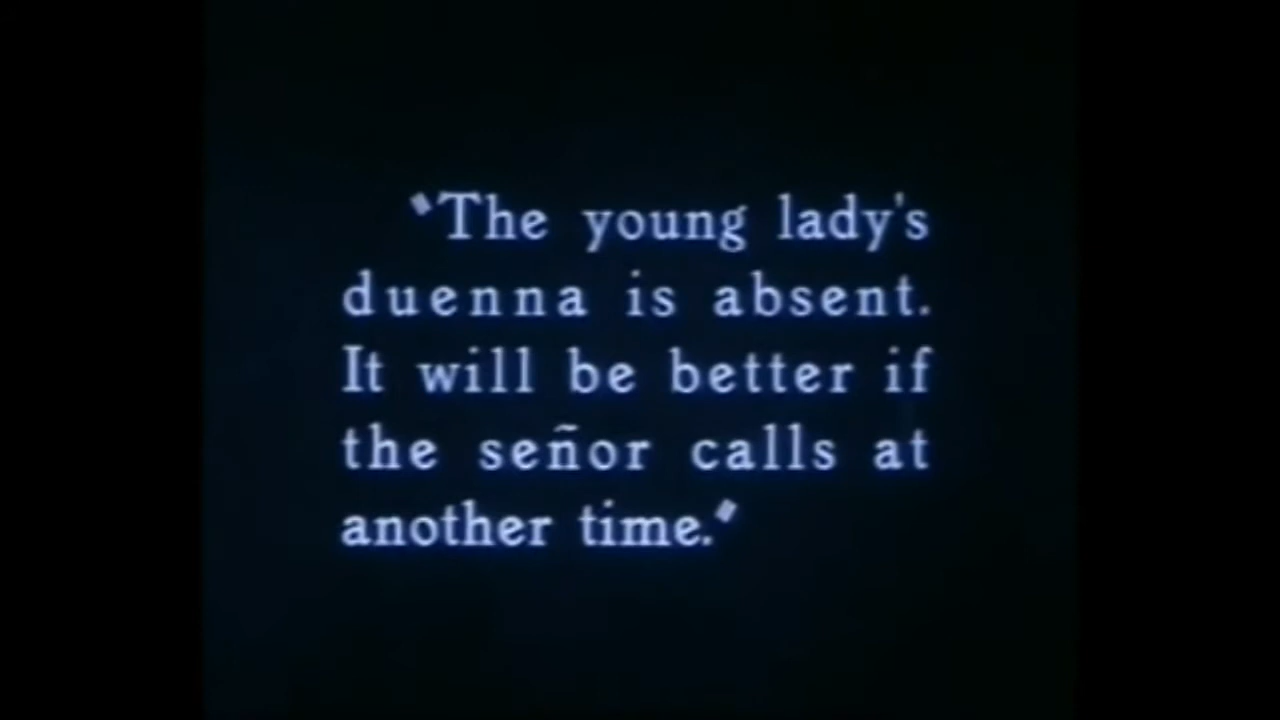 "The young lady's
duenna is absent.
It will be better if
the señor calls at
another time."